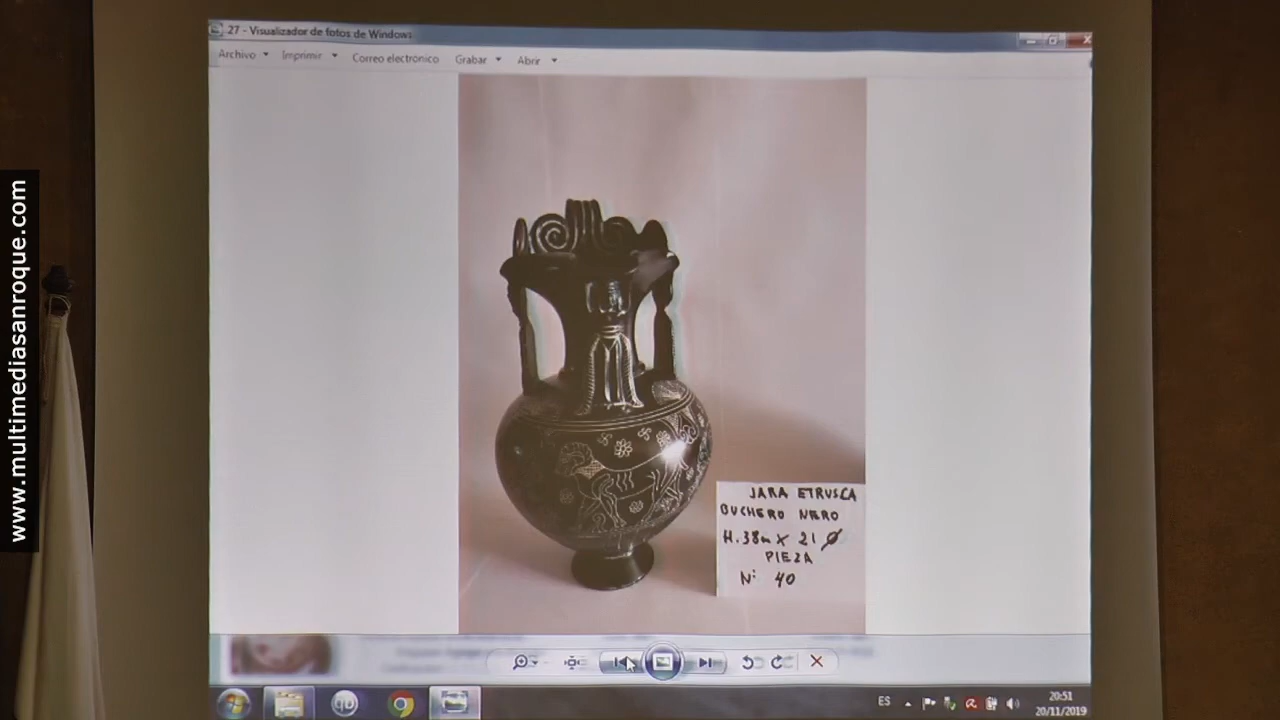 www.multimediasanroque.com
27 - Visualizador de fotos de Windows
Archivo Imprimir Correo electrónico Grabar Abrir
JARA ETRUSCA
BUCHERO NERO
H.38m X 21 Ø
PIEZA
N: 40
ES
20:51
20/11/2019